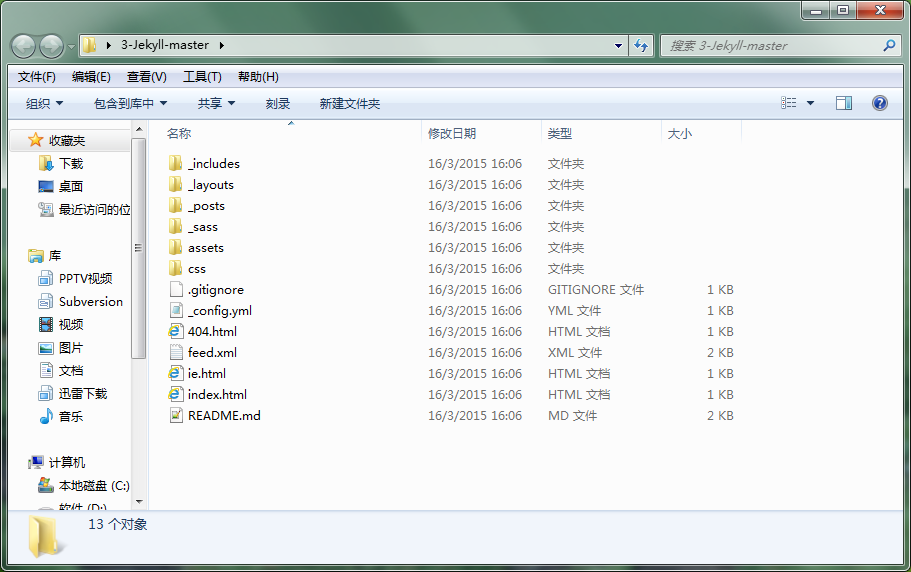 3-Jekyll-master
搜索 3-Jekyll-master
文件(F) 编辑(E) 查看(V) 工具(T) 帮助(H)
组织 包含到库中 共享 刻录 新建文件夹
名称 修改日期 类型 大小
收藏夹
下载
桌面
最近访问的位
库
PPTV视频
Subversion
视频
图片
文档
迅雷下载
音乐
计算机
本地磁盘 (C:)
软件 (D:)
_includes 16/3/2015 16:06 文件夹
_layouts 16/3/2015 16:06 文件夹
_posts 16/3/2015 16:06 文件夹
_sass 16/3/2015 16:06 文件夹
assets 16/3/2015 16:06 文件夹
css 16/3/2015 16:06 文件夹
.gitignore 16/3/2015 16:06 GITIGNORE 文件 1 KB
_config.yml 16/3/2015 16:06 YML 文件 1 KB
404.html 16/3/2015 16:06 HTML 文档 1 KB
feed.xml 16/3/2015 16:06 XML 文件 2 KB
ie.html 16/3/2015 16:06 HTML 文档 1 KB
index.html 16/3/2015 16:06 HTML 文档 1 KB
README.md 16/3/2015 16:06 MD 文件 2 KB
13 个对象